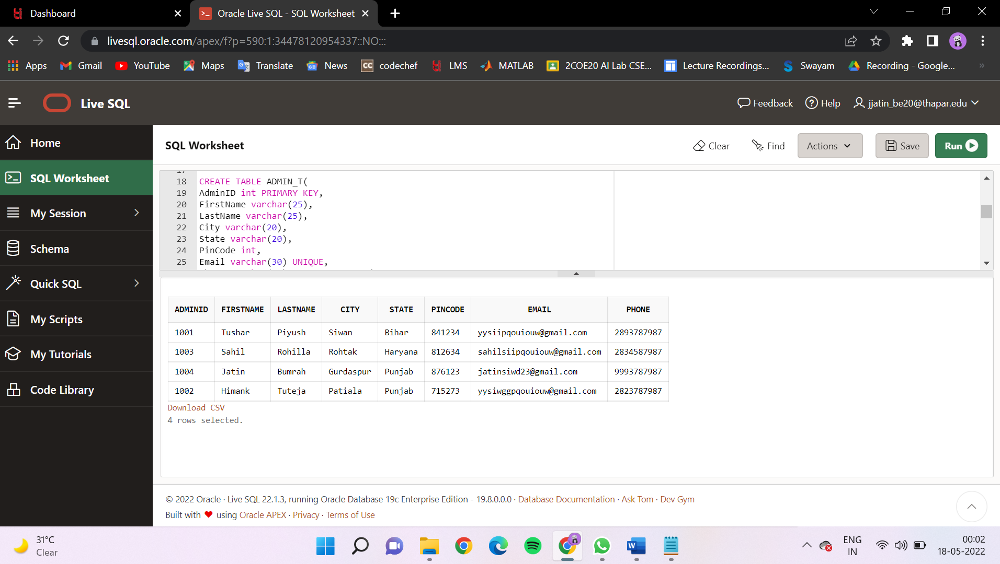 Dashboard
Oracle Live SQL - SQL Worksheet
livesql.oracle.com/apex/f?p=590:1:34478120954337::NO:::
Apps Gmail YouTube Maps Translate News codechef LMS MATLAB 2COE20 AI Lab CSE... Lecture Recordings... Swayam Recording - Google... »
Live SQL
Feedback Help jjatin_be20@thapar.edu
Home
SQL Worksheet
My Session
Schema
Quick SQL
My Scripts
My Tutorials
Code Library
SQL Worksheet
Clear Find Actions Save Run
18 CREATE TABLE ADMIN_T(
19 AdminID int PRIMARY KEY,
20 FirstName varchar(25),
21 LastName varchar(25),
22 City varchar(20),
23 State varchar(20),
24 PinCode int,
25 Email varchar(30) UNIQUE,
ADMINID FIRSTNAME LASTNAME CITY STATE PINCODE EMAIL PHONE
1001 Tushar Piyush Siwan Bihar 841234 yysiipqouiouw@gmail.com 2893787987
1003 Sahil Rohilla Rohtak Haryana 812634 sahilsiipqouiouw@gmail.com 2834587987
1004 Jatin Bumrah Gurdaspur Punjab 876123 jatinsiwd23@gmail.com 9993787987
1002 Himank Tuteja Patiala Punjab 715273 yysiwggpqouiouw@gmail.com 2823787987
Download CSV
4 rows selected.
© 2022 Oracle · Live SQL 22.1.3, running Oracle Database 19c Enterprise Edition - 19.8.0.0.0 · Database Documentation · Ask Tom · Dev Gym
Built with ♥ using Oracle APEX · Privacy · Terms of Use
31°C
Clear
ENG
IN
00:02
18-05-2022